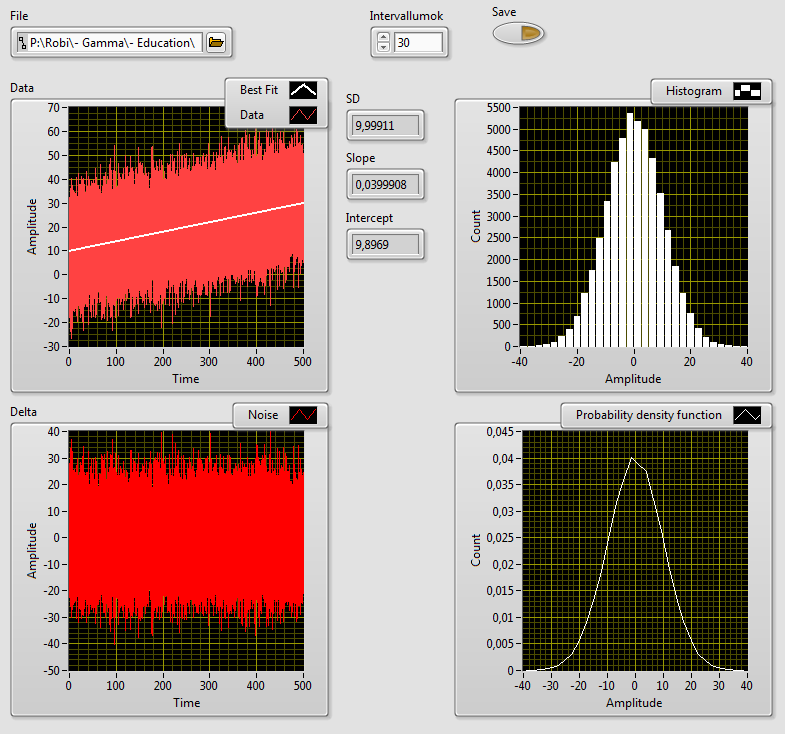 File
P:\Robi\- Gamma\- Education\
Intervallumok
30
Save
Data
Best Fit
Data
70
60
50
40
30
20
10
0
-10
-20
-30
Amplitude
0 100 200 300 400 500
Time
SD
9,99911
Slope
0,0399908
Intercept
9,8969
Histogram
5500
5000
4500
4000
3500
3000
2500
2000
1500
1000
500
0
Count
-40 -20 0 20 40
Amplitude
Delta
Noise
40
30
20
10
0
-10
-20
-30
-40
-50
Amplitude
0 100 200 300 400 500
Time
Probability density function
0,045
0,04
0,035
0,03
0,025
0,02
0,015
0,01
0,005
0
Count
-40 -30 -20 -10 0 10 20 30 40
Amplitude